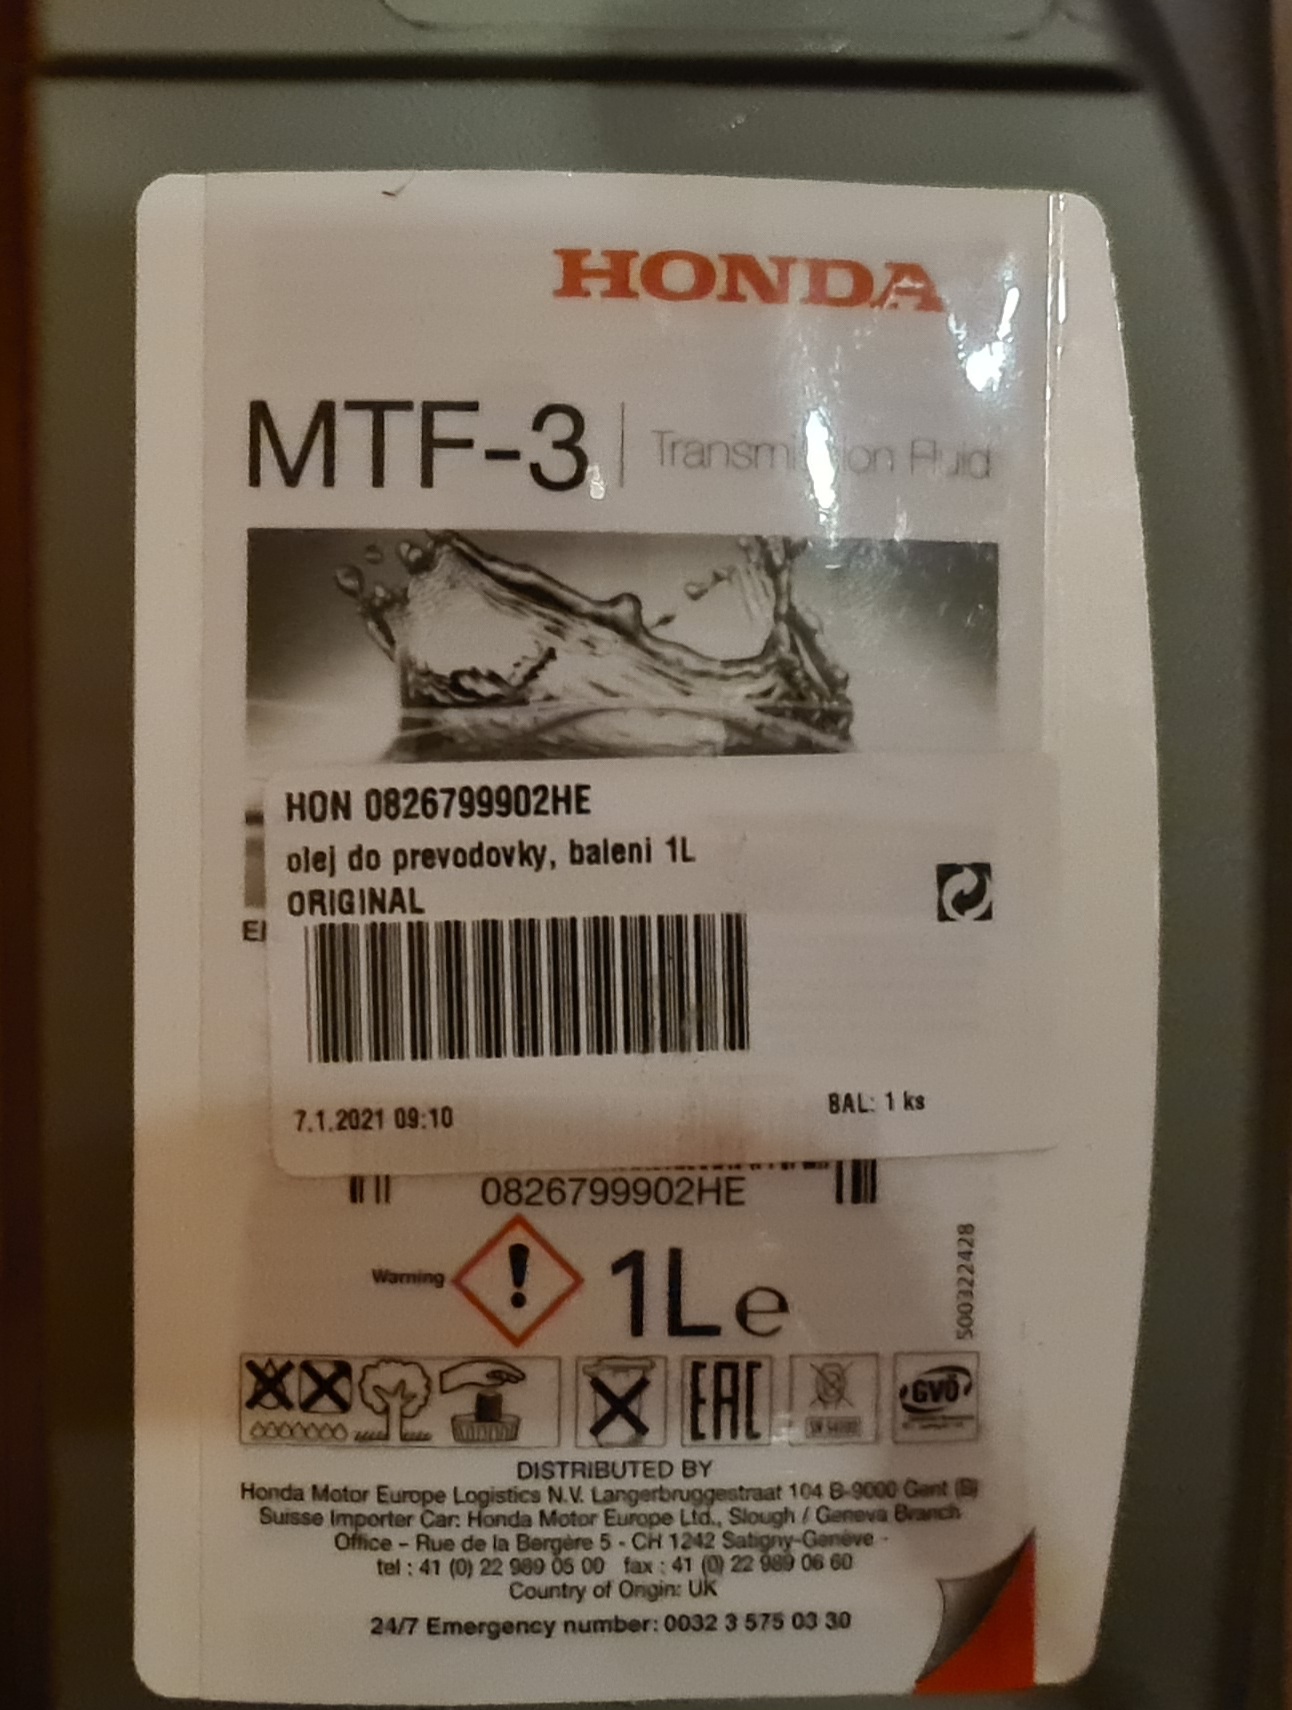 HONDA
MTF-3 Transmission Fluid
HON 0826799902HE
olej do prevodovky, baleni 1L
ORIGINAL
7.1.2021 09:10
BAL: 1 ks
0826799902HE
Warning
1L e
500322428
EAC
GVÖ
DISTRIBUTED BY
Honda Motor Europe Logistics N.V. Langerbruggestraat 104 B-9000 Gent (B)
Suisse Importer Car: Honda Motor Europe Ltd., Slough / Geneva Branch
Office - Rue de la Bergère 5 - CH 1242 Satigny-Genève -
tel : 41 (0) 22 989 05 00 fax : 41 (0) 22 989 06 60
Country of Origin: UK
24/7 Emergency number: 0032 3 575 03 30